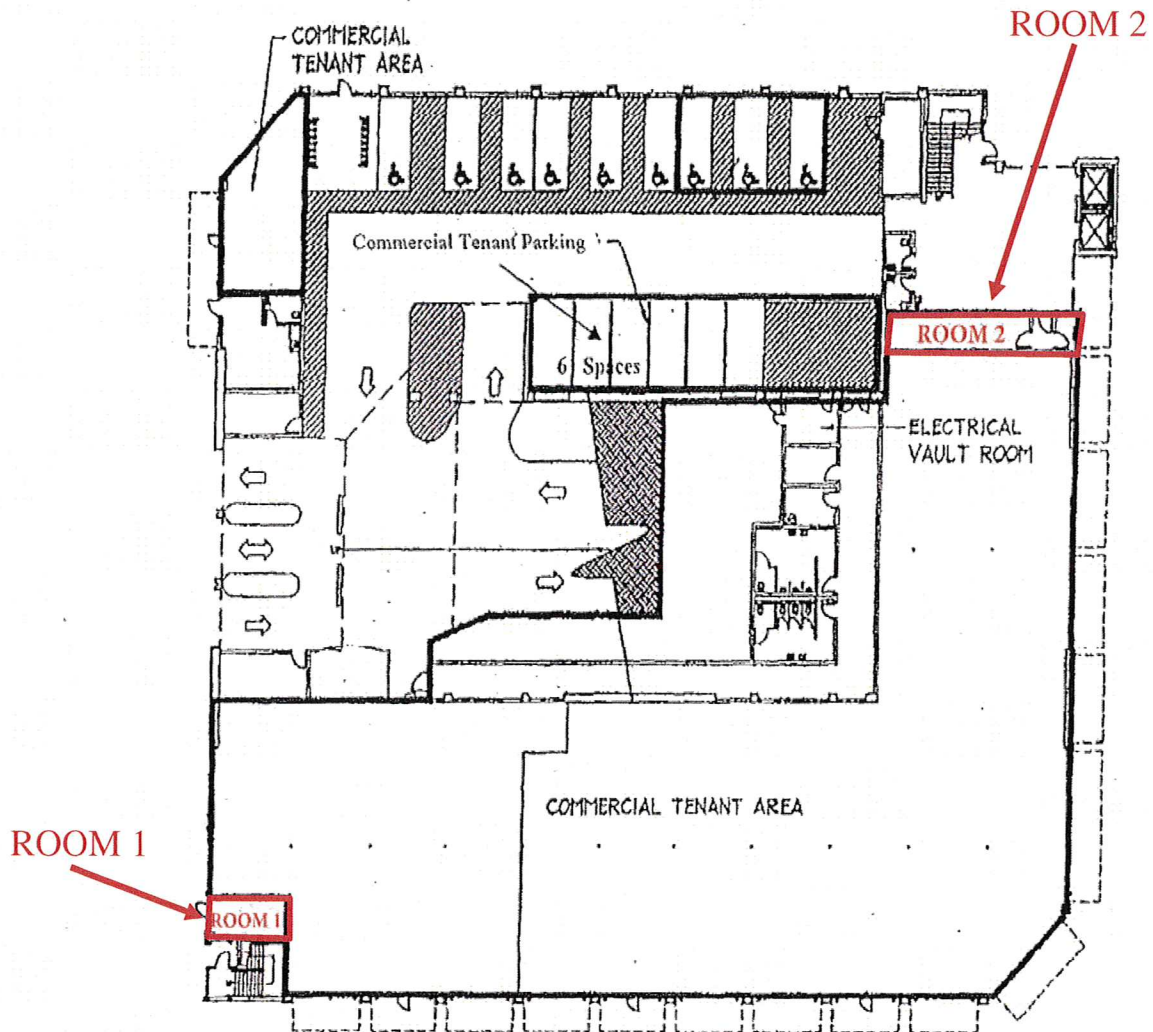 ROOM 2
COMMERCIAL
TENANT AREA
Commercial Tenant Parking
ROOM 2
6 Spaces
ELECTRICAL
VAULT ROOM
COMMERCIAL TENANT AREA
ROOM 1
ROOM 1